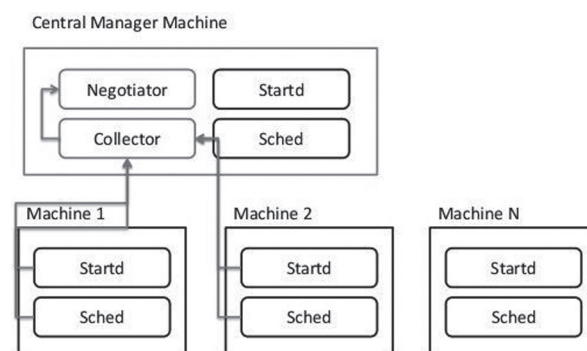 Central Manager Machine
Negotiator
Startd
Collector
Sched
Machine 1
Machine 2
Machine N
Startd
Startd
Startd
Sched
Sched
Sched